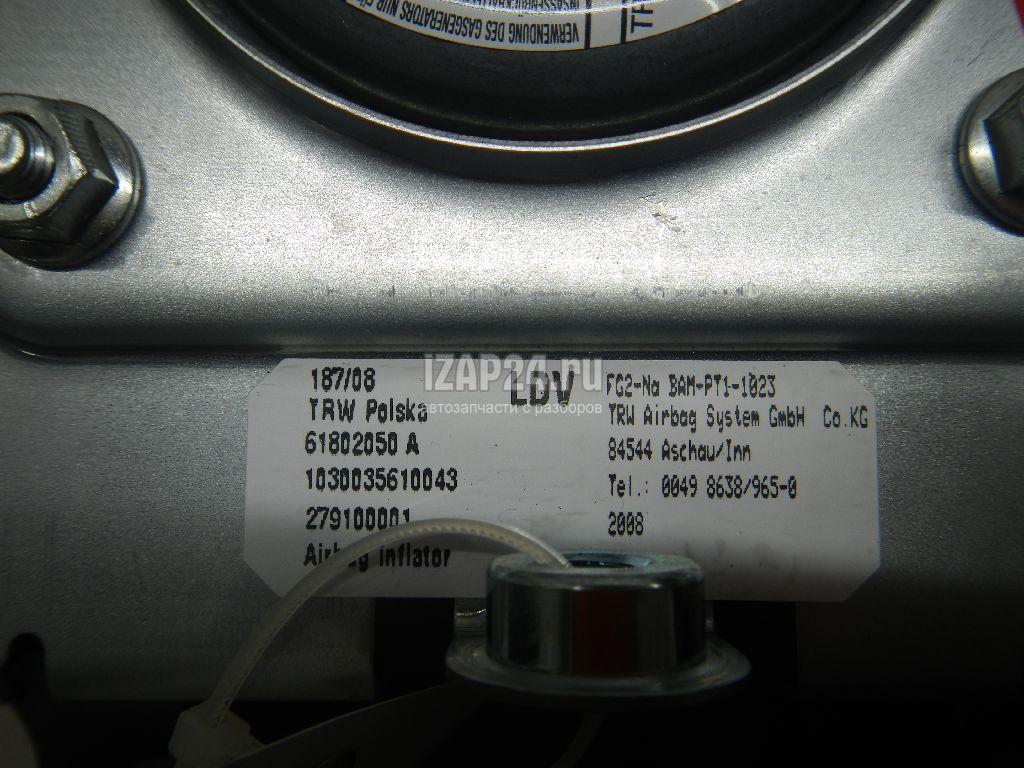 VERWENDUNG DES GASGENERATORS NUR
187/08
TRW Polska
61802050 A
1030035610043
279100001
Airbag inflator
LDV
FG2-Na BAM-PT1-1023
TRW Airbag System GmbH Co.KG
84544 Aschau/Inn
Tel.: 0049 8638/965-0
2008
iZAP24.ru
автозапчасти с разборов